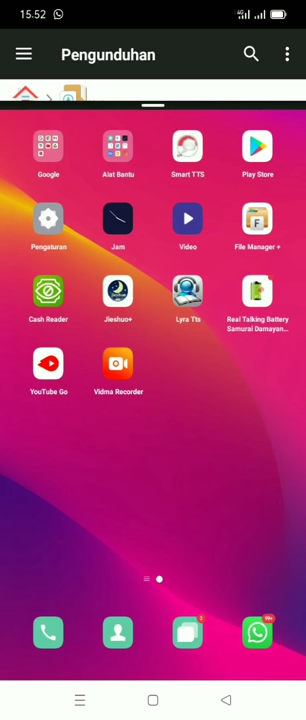 15.52
Pengunduhan
Google
Alat Bantu
Smart TTS
Play Store
Pengaturan
Jam
Video
File Manager +
Cash Reader
Jieshuo+
Lyra Tts
Real Talking Battery
Samurai Damayan...
YouTube Go
Vidma Recorder
2
99+